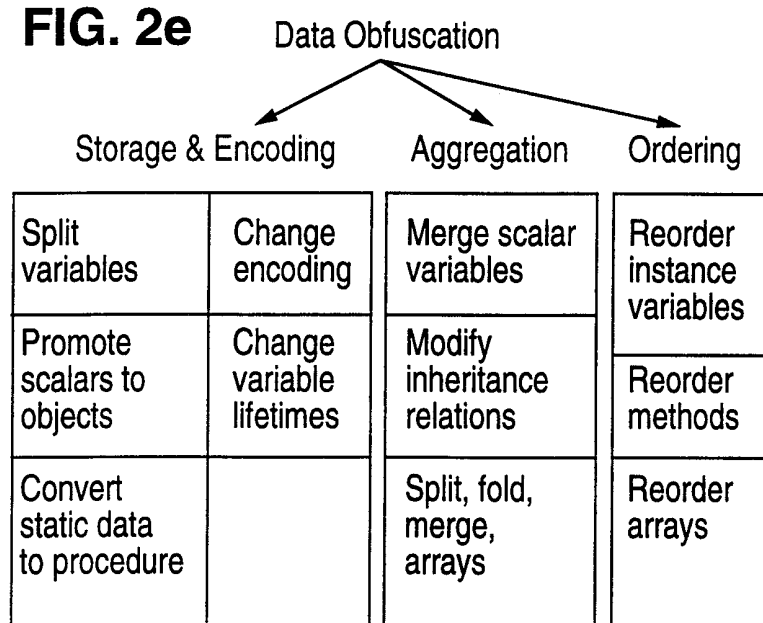 FIG. 2e
Data Obfuscation
Storage & Encoding
Aggregation
Ordering
Split
variables
Change
encoding
Merge scalar
variables
Reorder
instance
variables
Promote
scalars to
objects
Change
variable
lifetimes
Modify
inheritance
relations
Reorder
methods
Convert
static data
to procedure
Split, fold,
merge,
arrays
Reorder
arrays